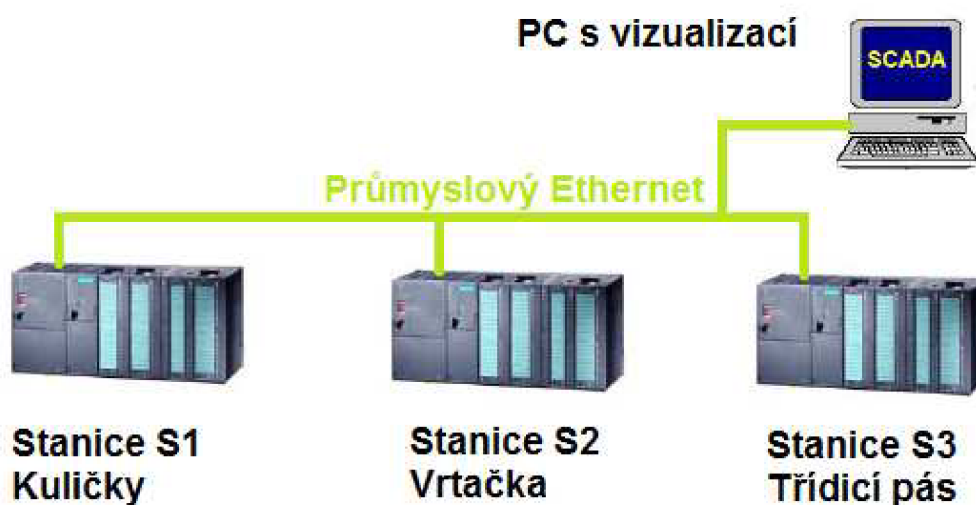 PC s vizualizací
SCADA
Průmyslový Ethernet
Stanice S1
Kuličky
Stanice S2
Vrtačka
Stanice S3
Třídicí pás